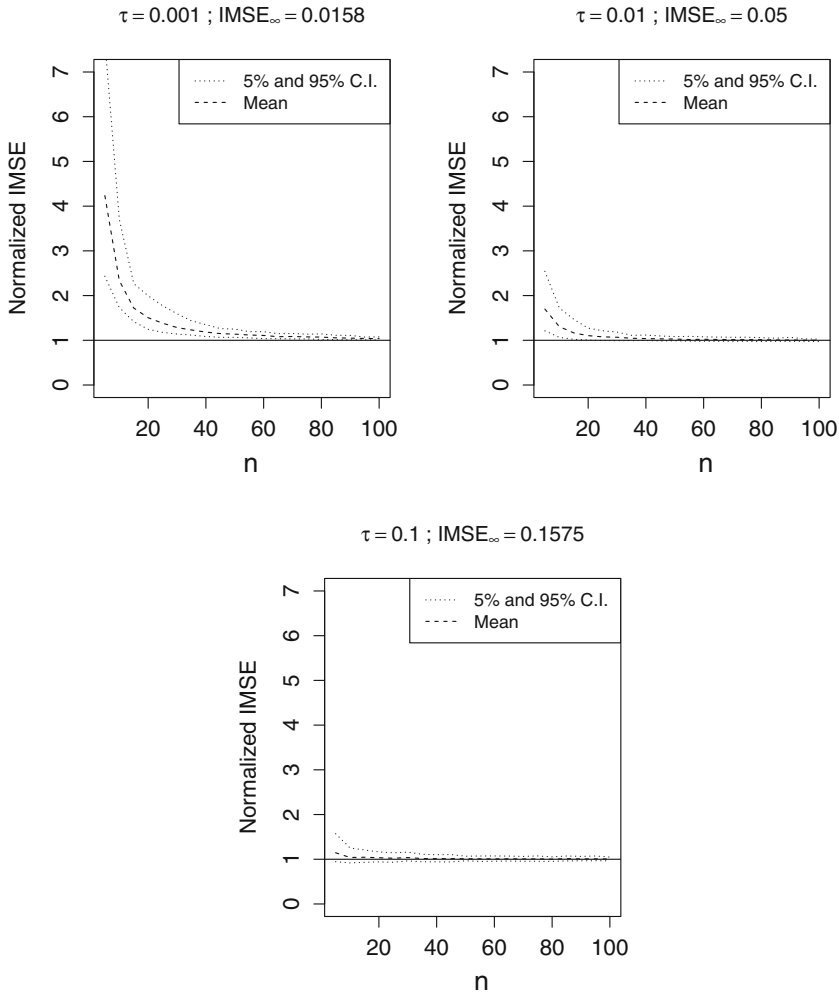 τ = 0.001 ; IMSE∞ = 0.0158
Normalized IMSE
0 1 2 3 4 5 6 7
5% and 95% C.I.
Mean
20 40 60 80 100
n
τ = 0.01 ; IMSE∞ = 0.05
Normalized IMSE
0 1 2 3 4 5 6 7
5% and 95% C.I.
Mean
20 40 60 80 100
n
τ = 0.1 ; IMSE∞ = 0.1575
Normalized IMSE
0 1 2 3 4 5 6 7
5% and 95% C.I.
Mean
20 40 60 80 100
n